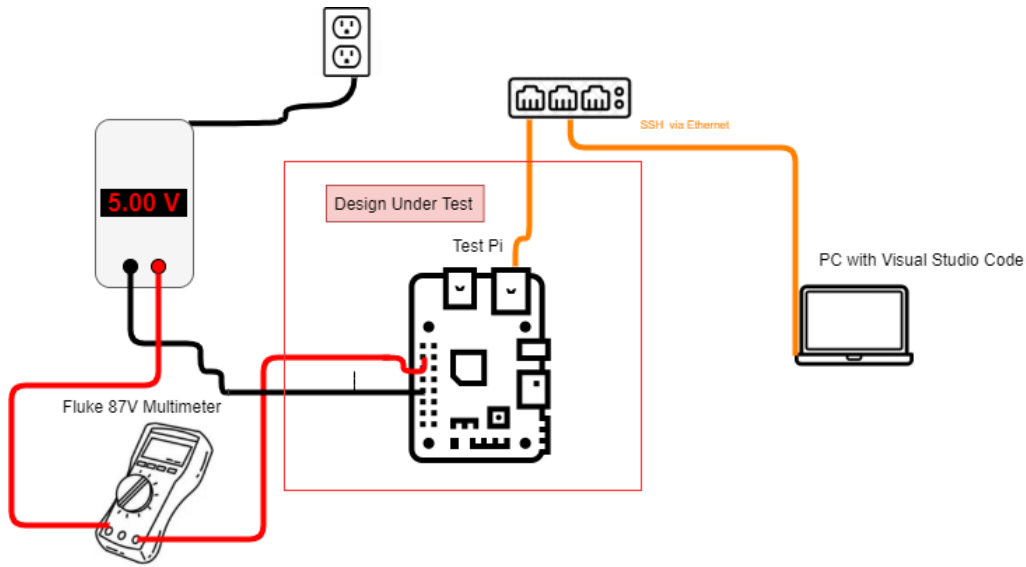 SSH via Ethernet
5.00 V
Design Under Test
Test Pi
PC with Visual Studio Code
Fluke 87V Multimeter